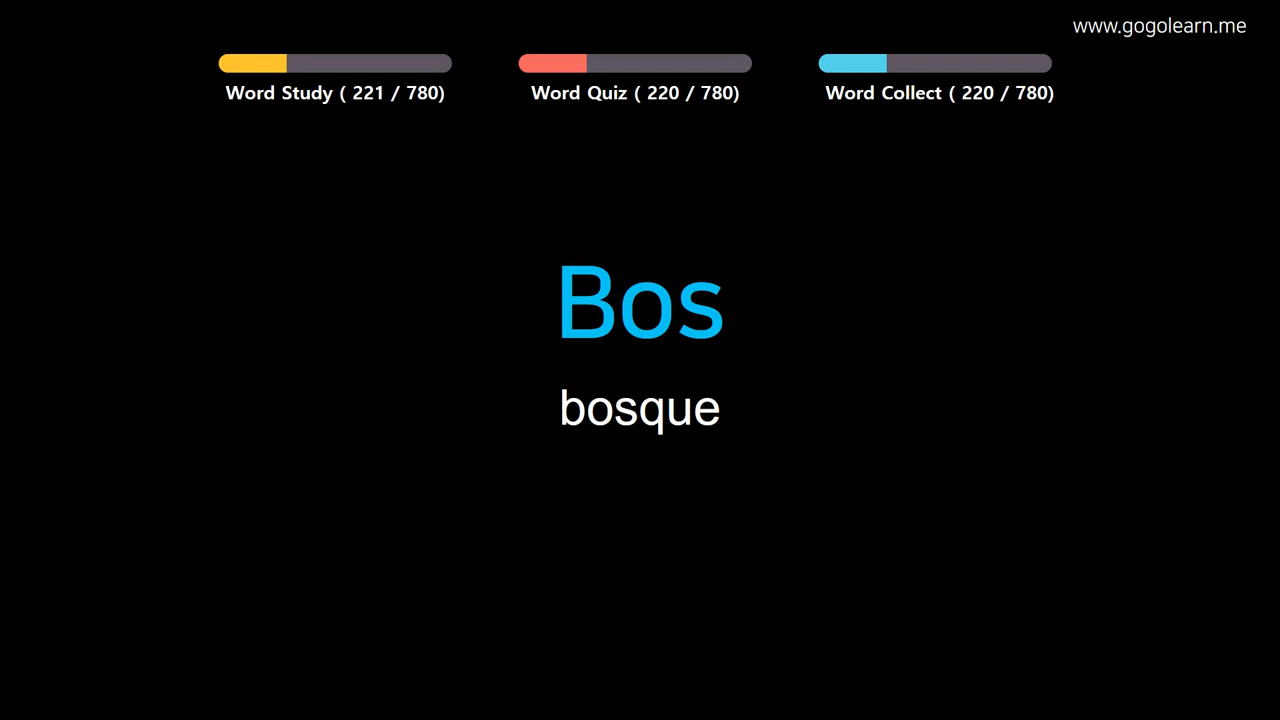 www.gogolearn.me
Word Study ( 221 / 780)
Word Quiz ( 220 / 780)
Word Collect ( 220 / 780)
Bos
bosque